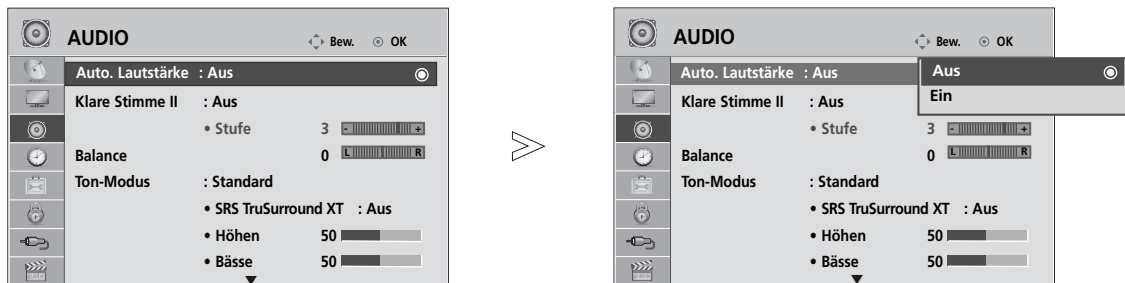 AUDIO
Bew. OK
Auto. Lautstärke : Aus
Klare Stimme II : Aus
• Stufe 3 - +
Balance 0 L R
Ton-Modus : Standard
• SRS TruSurround XT : Aus
• Höhen 50
• Bässe 50
AUDIO
Bew. OK
Auto. Lautstärke : Aus
Aus
Ein
Klare Stimme II : Aus
• Stufe 3 - +
Balance 0 L R
Ton-Modus : Standard
• SRS TruSurround XT : Aus
• Höhen 50
• Bässe 50